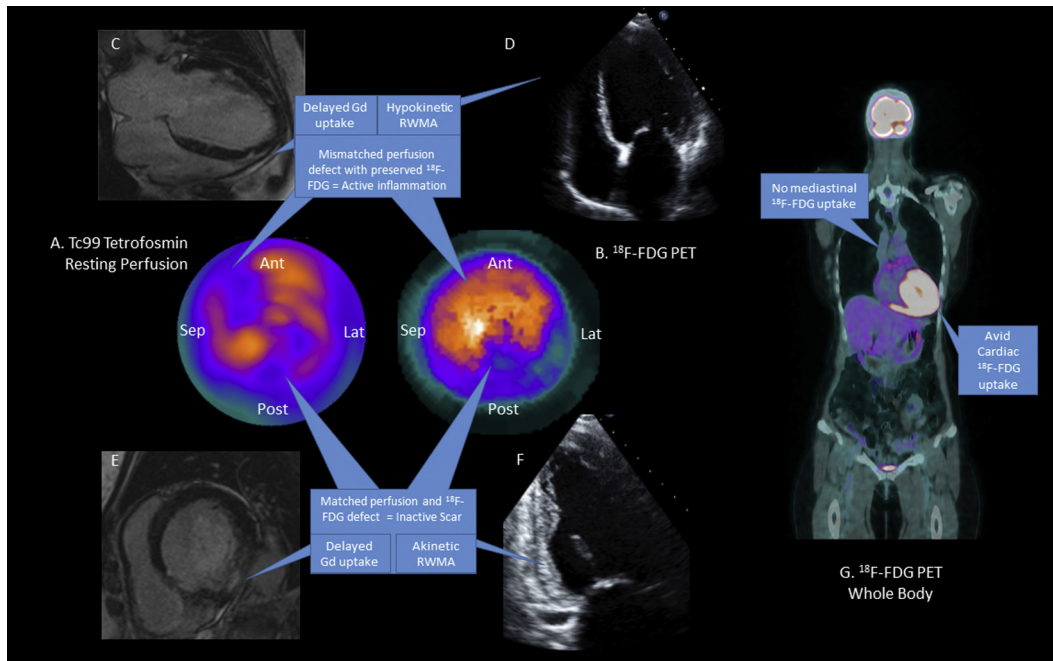 C
D
Delayed Gd
uptake
Hypokinetic
RWMA
Mismatched perfusion
defect with preserved ¹⁸F-
FDG = Active inflammation
No mediastinal
¹⁸F-FDG uptake
A. Tc99 Tetrofosmin
Resting Perfusion
Ant
Sep
Lat
Post
B. ¹⁸F-FDG PET
Ant
Sep
Lat
Post
Avid
Cardiac
¹⁸F-FDG
uptake
E
F
Matched perfusion and ¹⁸F-
FDG defect = Inactive Scar
Delayed
Gd uptake
Akinetic
RWMA
G. ¹⁸F-FDG PET
Whole Body